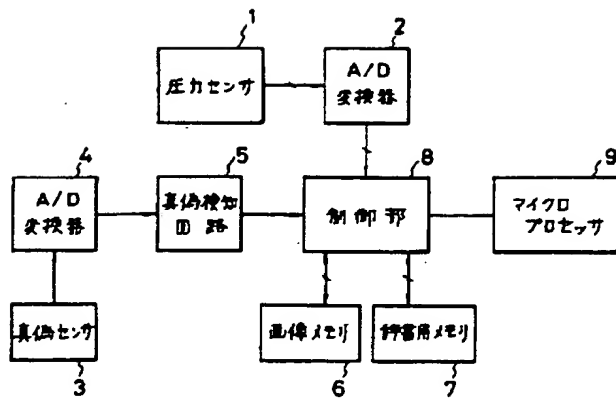 1
2
圧力センサ
A/D
変換器
4
5
8
9
A/D
変換器
真偽検知
回路
制御部
マイクロ
プロセッサ
真偽センサ
画像メモリ
辞書用メモリ
3
6
7